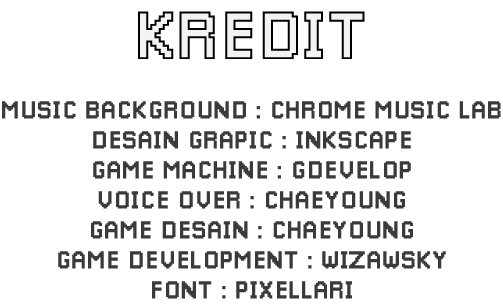 KREDIT
MUSIC BACKGROUND : CHROME MUSIC LAB
DESAIN GRAPIC : INKSCAPE
GAME MACHINE : GDEVELOP
VOICE OVER : CHAEYOUNG
GAME DESAIN : CHAEYOUNG
GAME DEVELOPMENT : WIZAWSKY
FONT : PIXELLARI